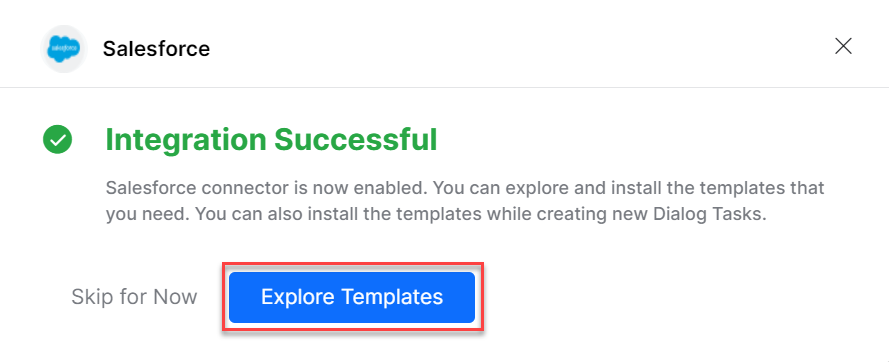 salesforce
Salesforce
Integration Successful
Salesforce connector is now enabled. You can explore and install the templates that
you need. You can also install the templates while creating new Dialog Tasks.
Skip for Now
Explore Templates